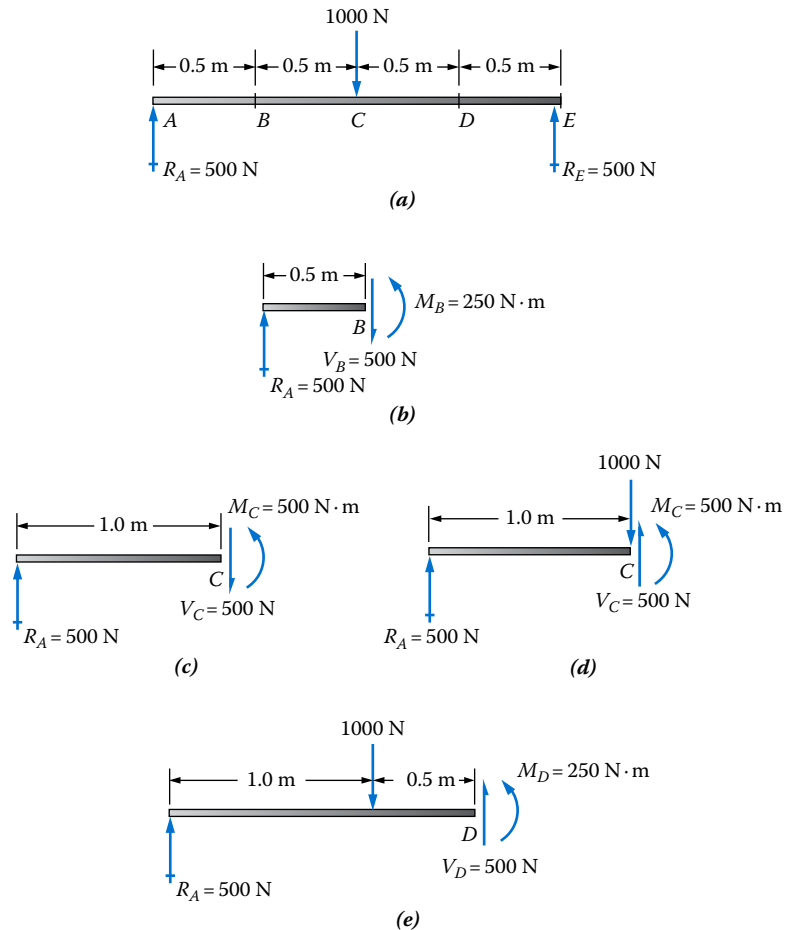 1000 N
0.5 m 0.5 m 0.5 m 0.5 m
A B C D E
R_A = 500 N R_E = 500 N
(a)
0.5 m
M_B = 250 N·m
B
V_B = 500 N
R_A = 500 N
(b)
1.0 m
M_C = 500 N·m
C
V_C = 500 N
R_A = 500 N
(c)
1000 N
1.0 m
M_C = 500 N·m
C
V_C = 500 N
R_A = 500 N
(d)
1000 N
1.0 m 0.5 m
M_D = 250 N·m
D
V_D = 500 N
R_A = 500 N
(e)